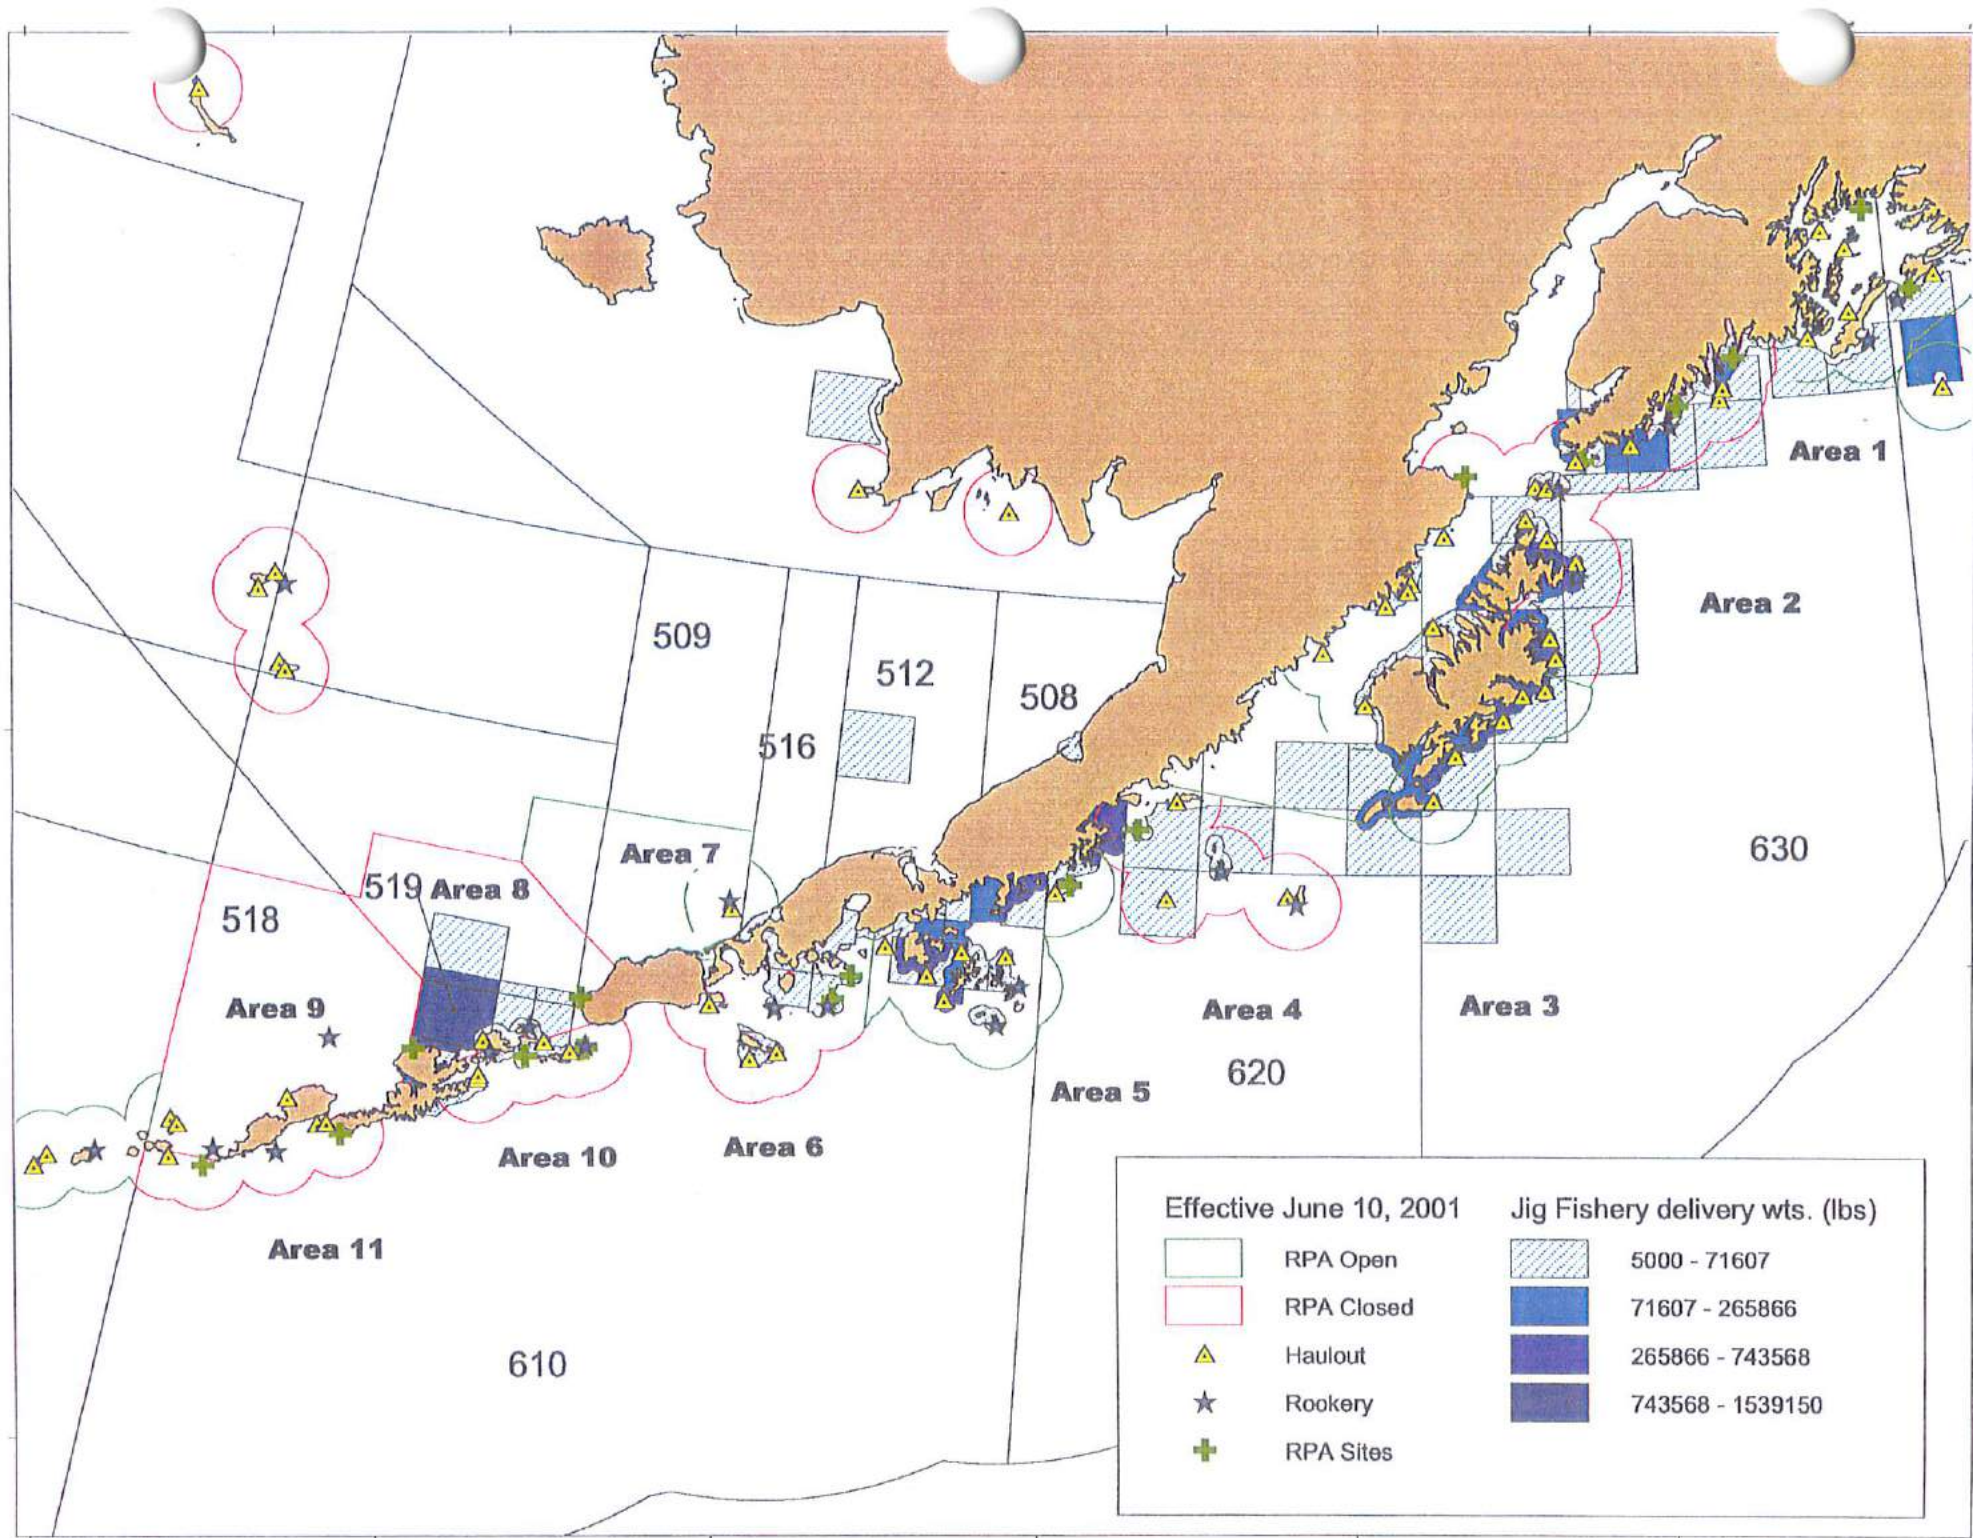 Area 1
Area 2
509
512
508
516
Area 7
630
519 Area 8
518
Area 9
Area 4
Area 3
620
Area 5
Area 6
Area 10
Area 11
610
Effective June 10, 2001
RPA Open
RPA Closed
Haulout
Rookery
RPA Sites
Jig Fishery delivery wts. (lbs)
5000 - 71607
71607 - 265866
265866 - 743568
743568 - 1539150